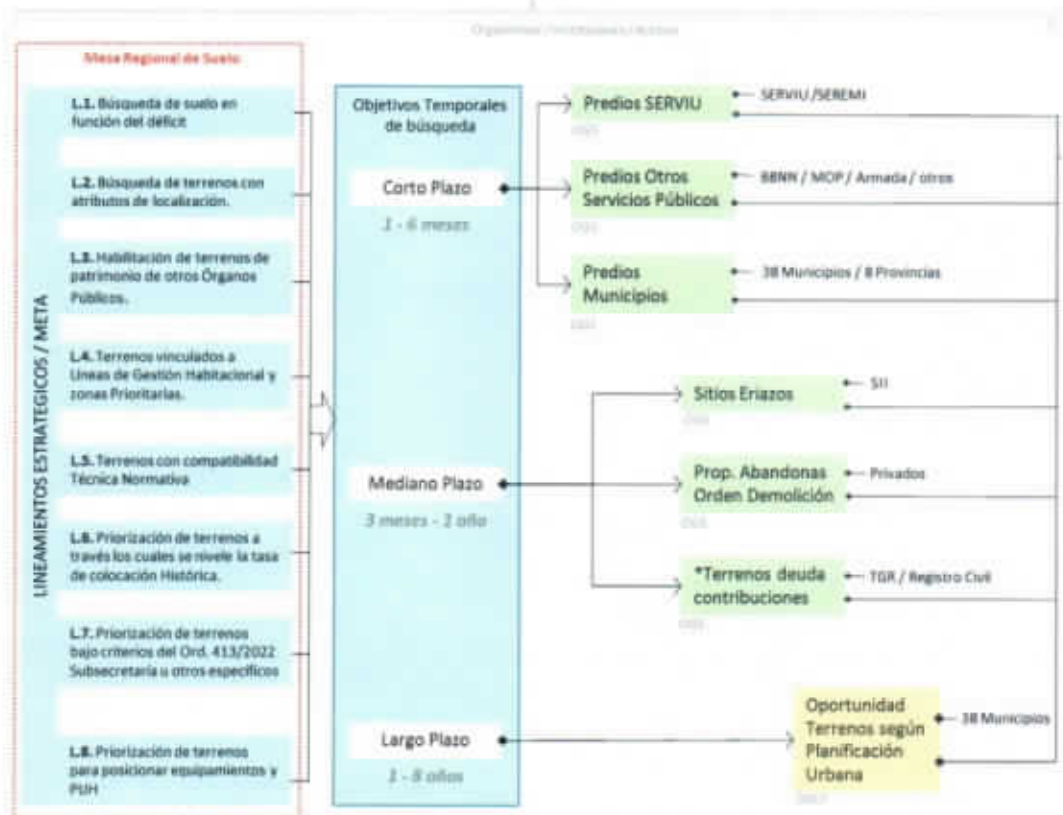 Organismos / Instituciones / Actores
Mesa Regional de Suelo
LINEAMIENTOS ESTRATEGICOS / META
L.1. Búsqueda de suelo en
función del déficit
L.2. Búsqueda de terrenos con
atributos de localización.
L.3. Habilitación de terrenos de
patrimonio de otros Órganos
Públicos.
L.4. Terrenos vinculados a
Líneas de Gestión Habitacional y
zonas Prioritarias.
L.5. Terrenos con compatibilidad
Técnica Normativa
L.6. Priorización de terrenos a
través los cuales se nivele la tasa
de colocación Histórica.
L.7. Priorización de terrenos
bajo criterios del Ord. 413/2022
Subsecretaría u otros específicos
L.8. Priorización de terrenos
para posicionar equipamientos y
PUH
Objetivos Temporales
de búsqueda
Corto Plazo
1 - 6 meses
Mediano Plazo
3 meses - 1 año
Largo Plazo
1 - 8 años
Predios SERVIU
SERVIU /SEREMI
Predios Otros
Servicios Públicos
BBNN / MOP / Armada / otros
Predios
Municipios
38 Municipios / 8 Provincias
Sitios Eriazos
SII
Prop. Abandonas
Orden Demolición
Privados
*Terrenos deuda
contribuciones
TGR / Registro Civil
Oportunidad
Terrenos según
Planificación
Urbana
38 Municipios